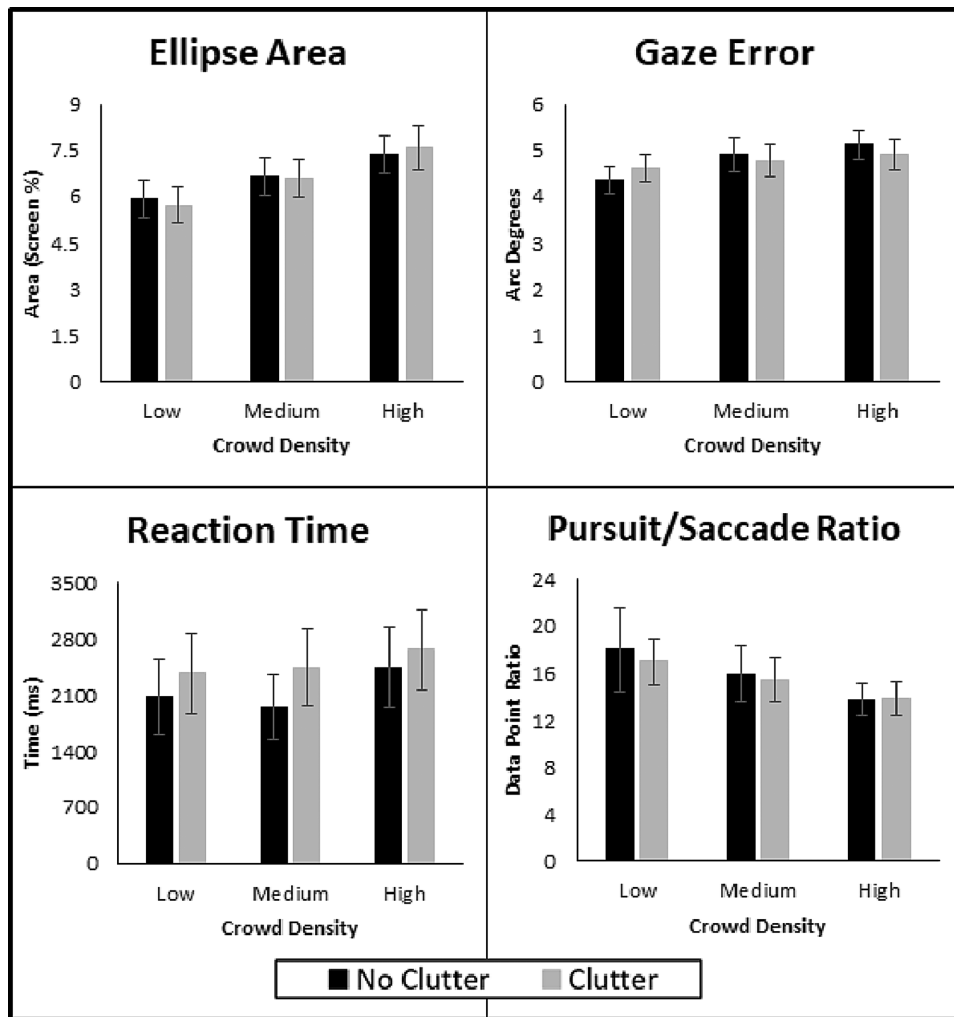 Ellipse Area
9
7.5
6
4.5
3
1.5
0
Area (Screen %)
Low Medium High
Crowd Density
Gaze Error
6
5
4
3
2
1
0
Arc Degrees
Low Medium High
Crowd Density
Reaction Time
3500
2800
2100
1400
700
0
Time (ms)
Low Medium High
Crowd Density
Pursuit/Saccade Ratio
24
20
16
12
8
4
0
Data Point Ratio
Low Medium High
Crowd Density
No Clutter Clutter